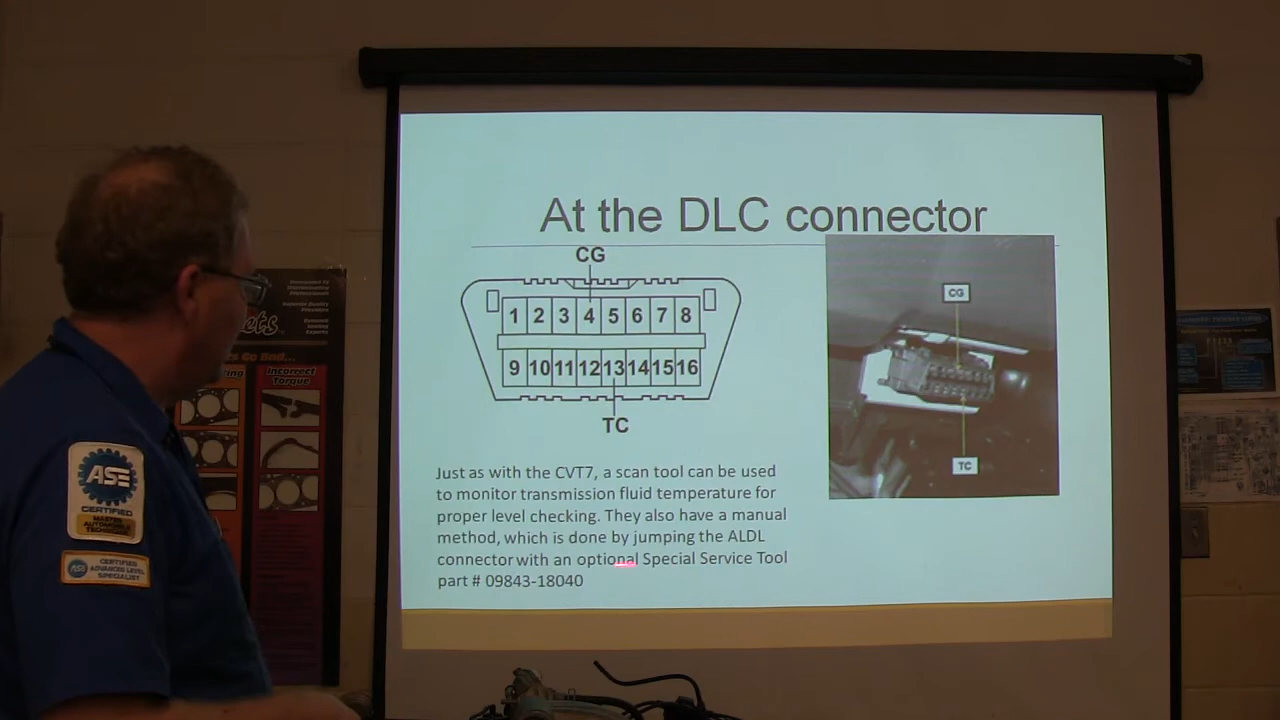 At the DLC connector
CG
1 2 3 4 5 6 7 8
9 10 11 12 13 14 15 16
TC
CG
TC
Just as with the CVT7, a scan tool can be used
to monitor transmission fluid temperature for
proper level checking. They also have a manual
method, which is done by jumping the ALDL
connector with an optional Special Service Tool
part # 09843-18040
ASE
CERTIFIED
MASTER
AUTOMOBILE
TECHNICIAN
ASE CERTIFIED
ADVANCED LEVEL
SPECIALIST
ets
s Go Bad...
Incorrect
Torque